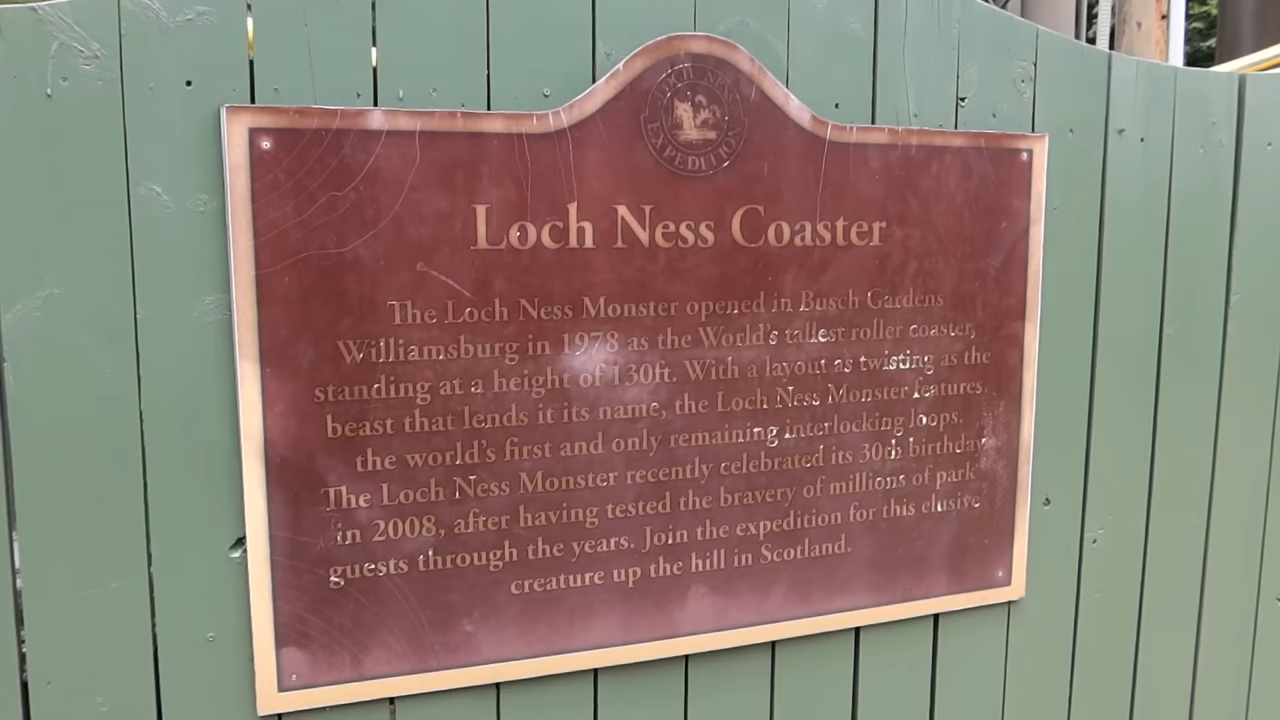 LOCH NESS
EXPEDITION
Loch Ness Coaster
The Loch Ness Monster opened in Busch Gardens
Williamsburg in 1978 as the World's tallest roller coaster,
standing at a height of 130ft. With a layout as twisting as the
beast that lends it its name, the Loch Ness Monster features
the world's first and only remaining interlocking loops.
The Loch Ness Monster recently celebrated its 30th birthday
in 2008, after having tested the bravery of millions of park
guests through the years. Join the expedition for this elusive
creature up the hill in Scotland.